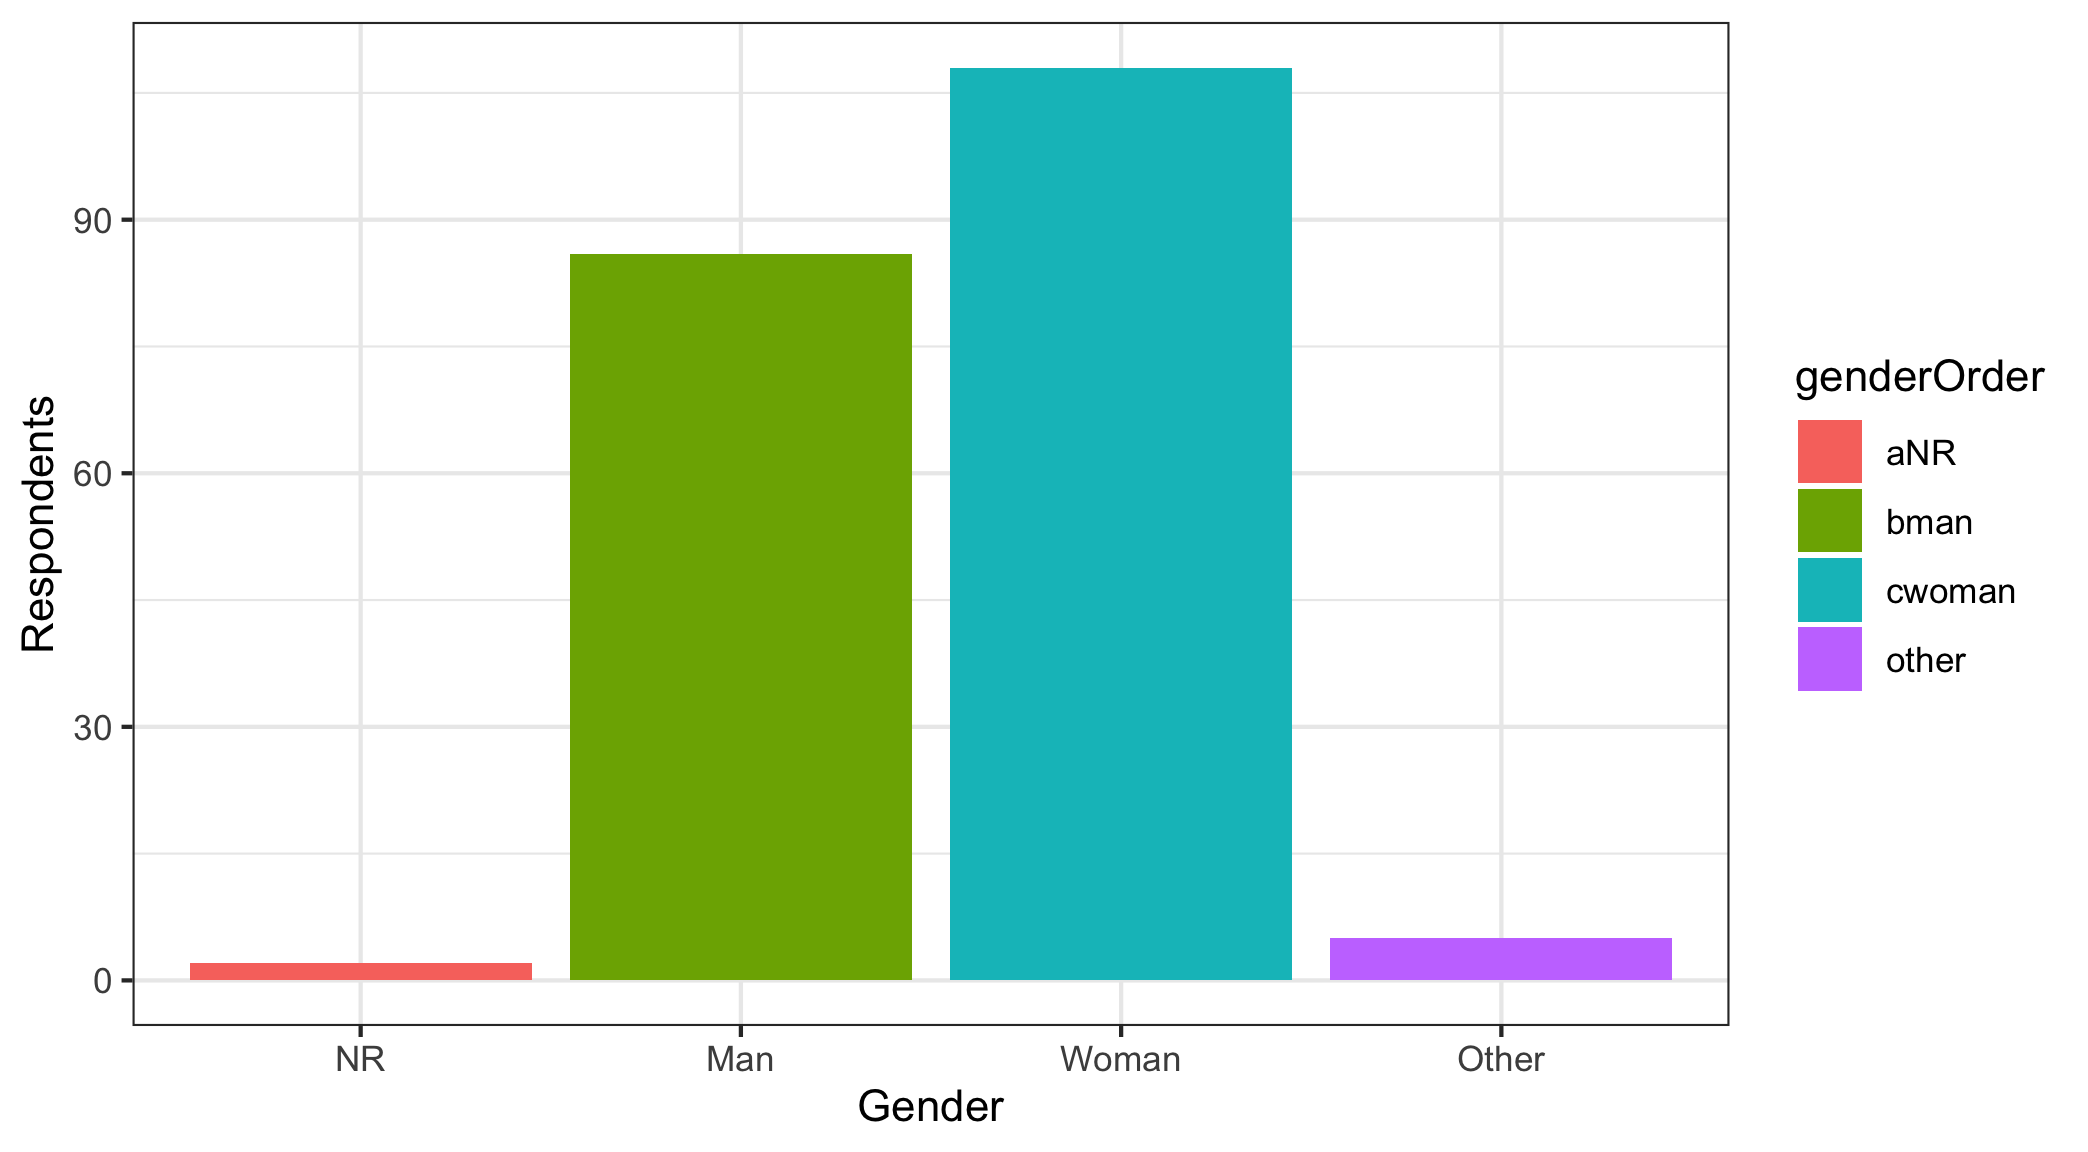 Respondents
90
60
30
0
NR
Man
Woman
Other
Gender
genderOrder
aNR
bman
cwoman
other